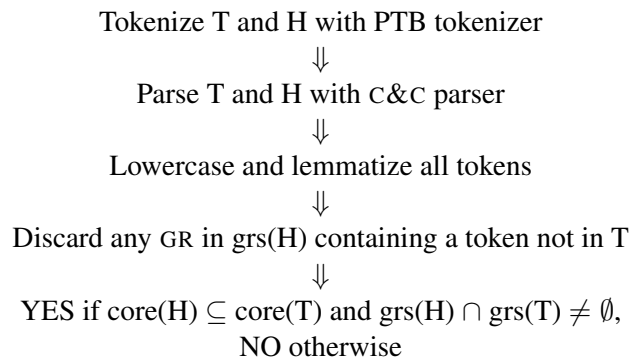 Tokenize T and H with PTB tokenizer
⇓
Parse T and H with C&C parser
⇓
Lowercase and lemmatize all tokens
⇓
Discard any GR in grs(H) containing a token not in T
⇓
YES if core(H) ⊆ core(T) and grs(H) ∩ grs(T) ≠ ∅,
NO otherwise